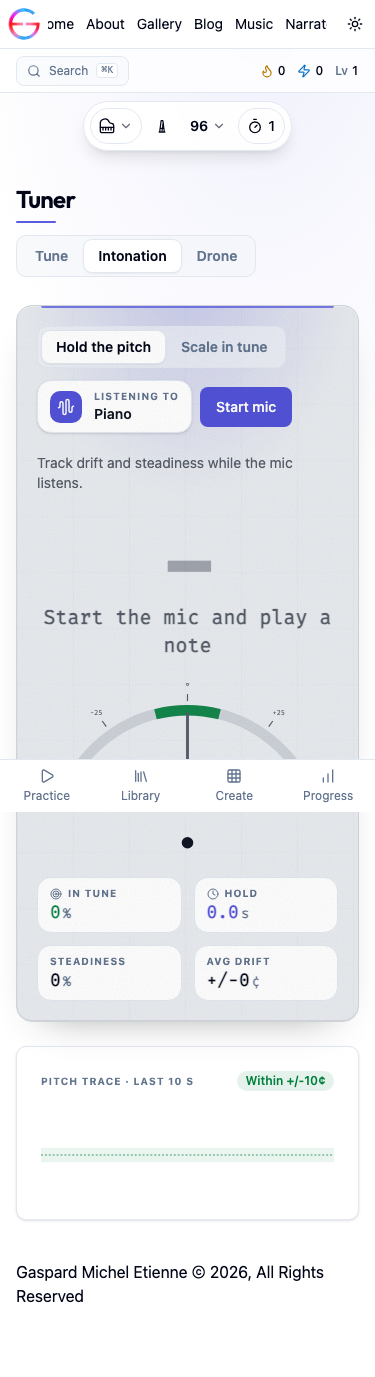 ome About Gallery Blog Music Narrat
Search ⌘K 0 0 Lv 1
96 1
Tuner
Tune Intonation Drone
Hold the pitch Scale in tune
LISTENING TO
Piano
Start mic
Track drift and steadiness while the mic
listens.
Start the mic and play a
note
0
-25 +25
Practice Library Create Progress
IN TUNE
0%
HOLD
0.0s
STEADINESS
0%
AVG DRIFT
+/-0¢
PITCH TRACE · LAST 10 S Within +/-10¢
Gaspard Michel Etienne © 2026, All Rights
Reserved